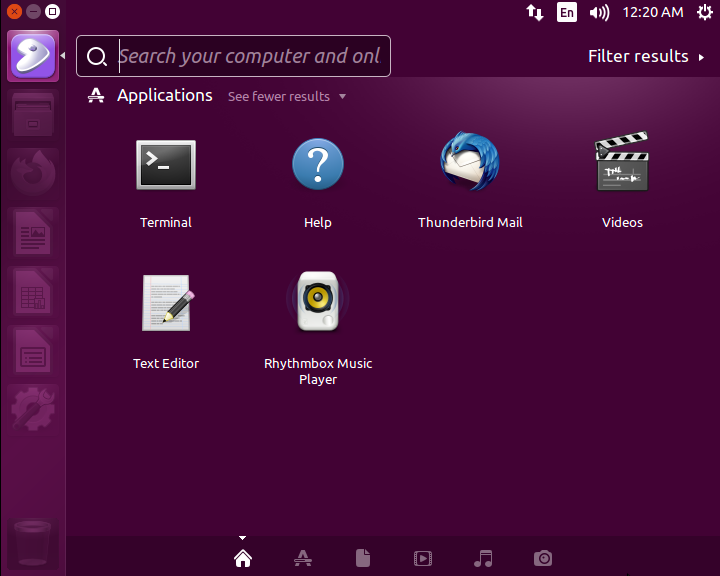 En
12:20 AM
Search your computer and onl
Filter results
Applications
See fewer results
Terminal
Help
Thunderbird Mail
Videos
Text Editor
Rhythmbox Music
Player